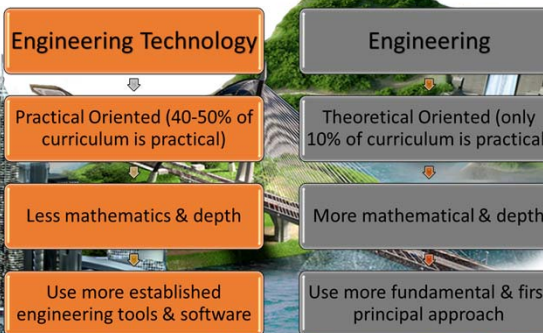 Engineering Technology
Engineering
Practical Oriented (40-50% of
curriculum is practical)
Theoretical Oriented (only
10% of curriculum is practical
Less mathematics & depth
More mathematical & depth
Use more established
engineering tools & software
Use more fundamental & firs
principal approach